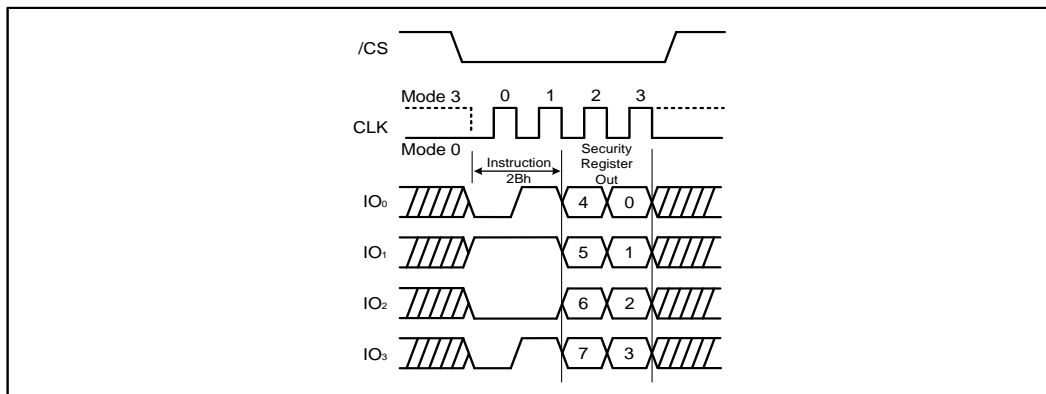 /CS
Mode 3 0 1 2 3
CLK
Mode 0
Instruction
2Bh
Security
Register
Out
IO₀ 4 0
IO₁ 5 1
IO₂ 6 2
IO₃ 7 3